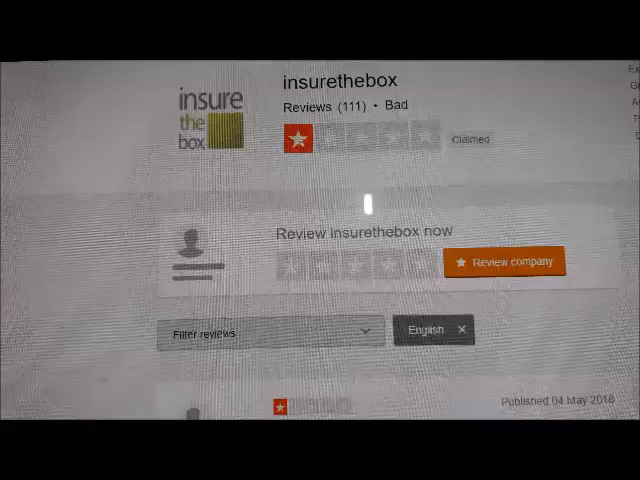 insurethebox
insure
the
box
Reviews (111) • Bad
Claimed
Review insurethebox now
Review company
Filter reviews
English ×
Published 04 May 2018